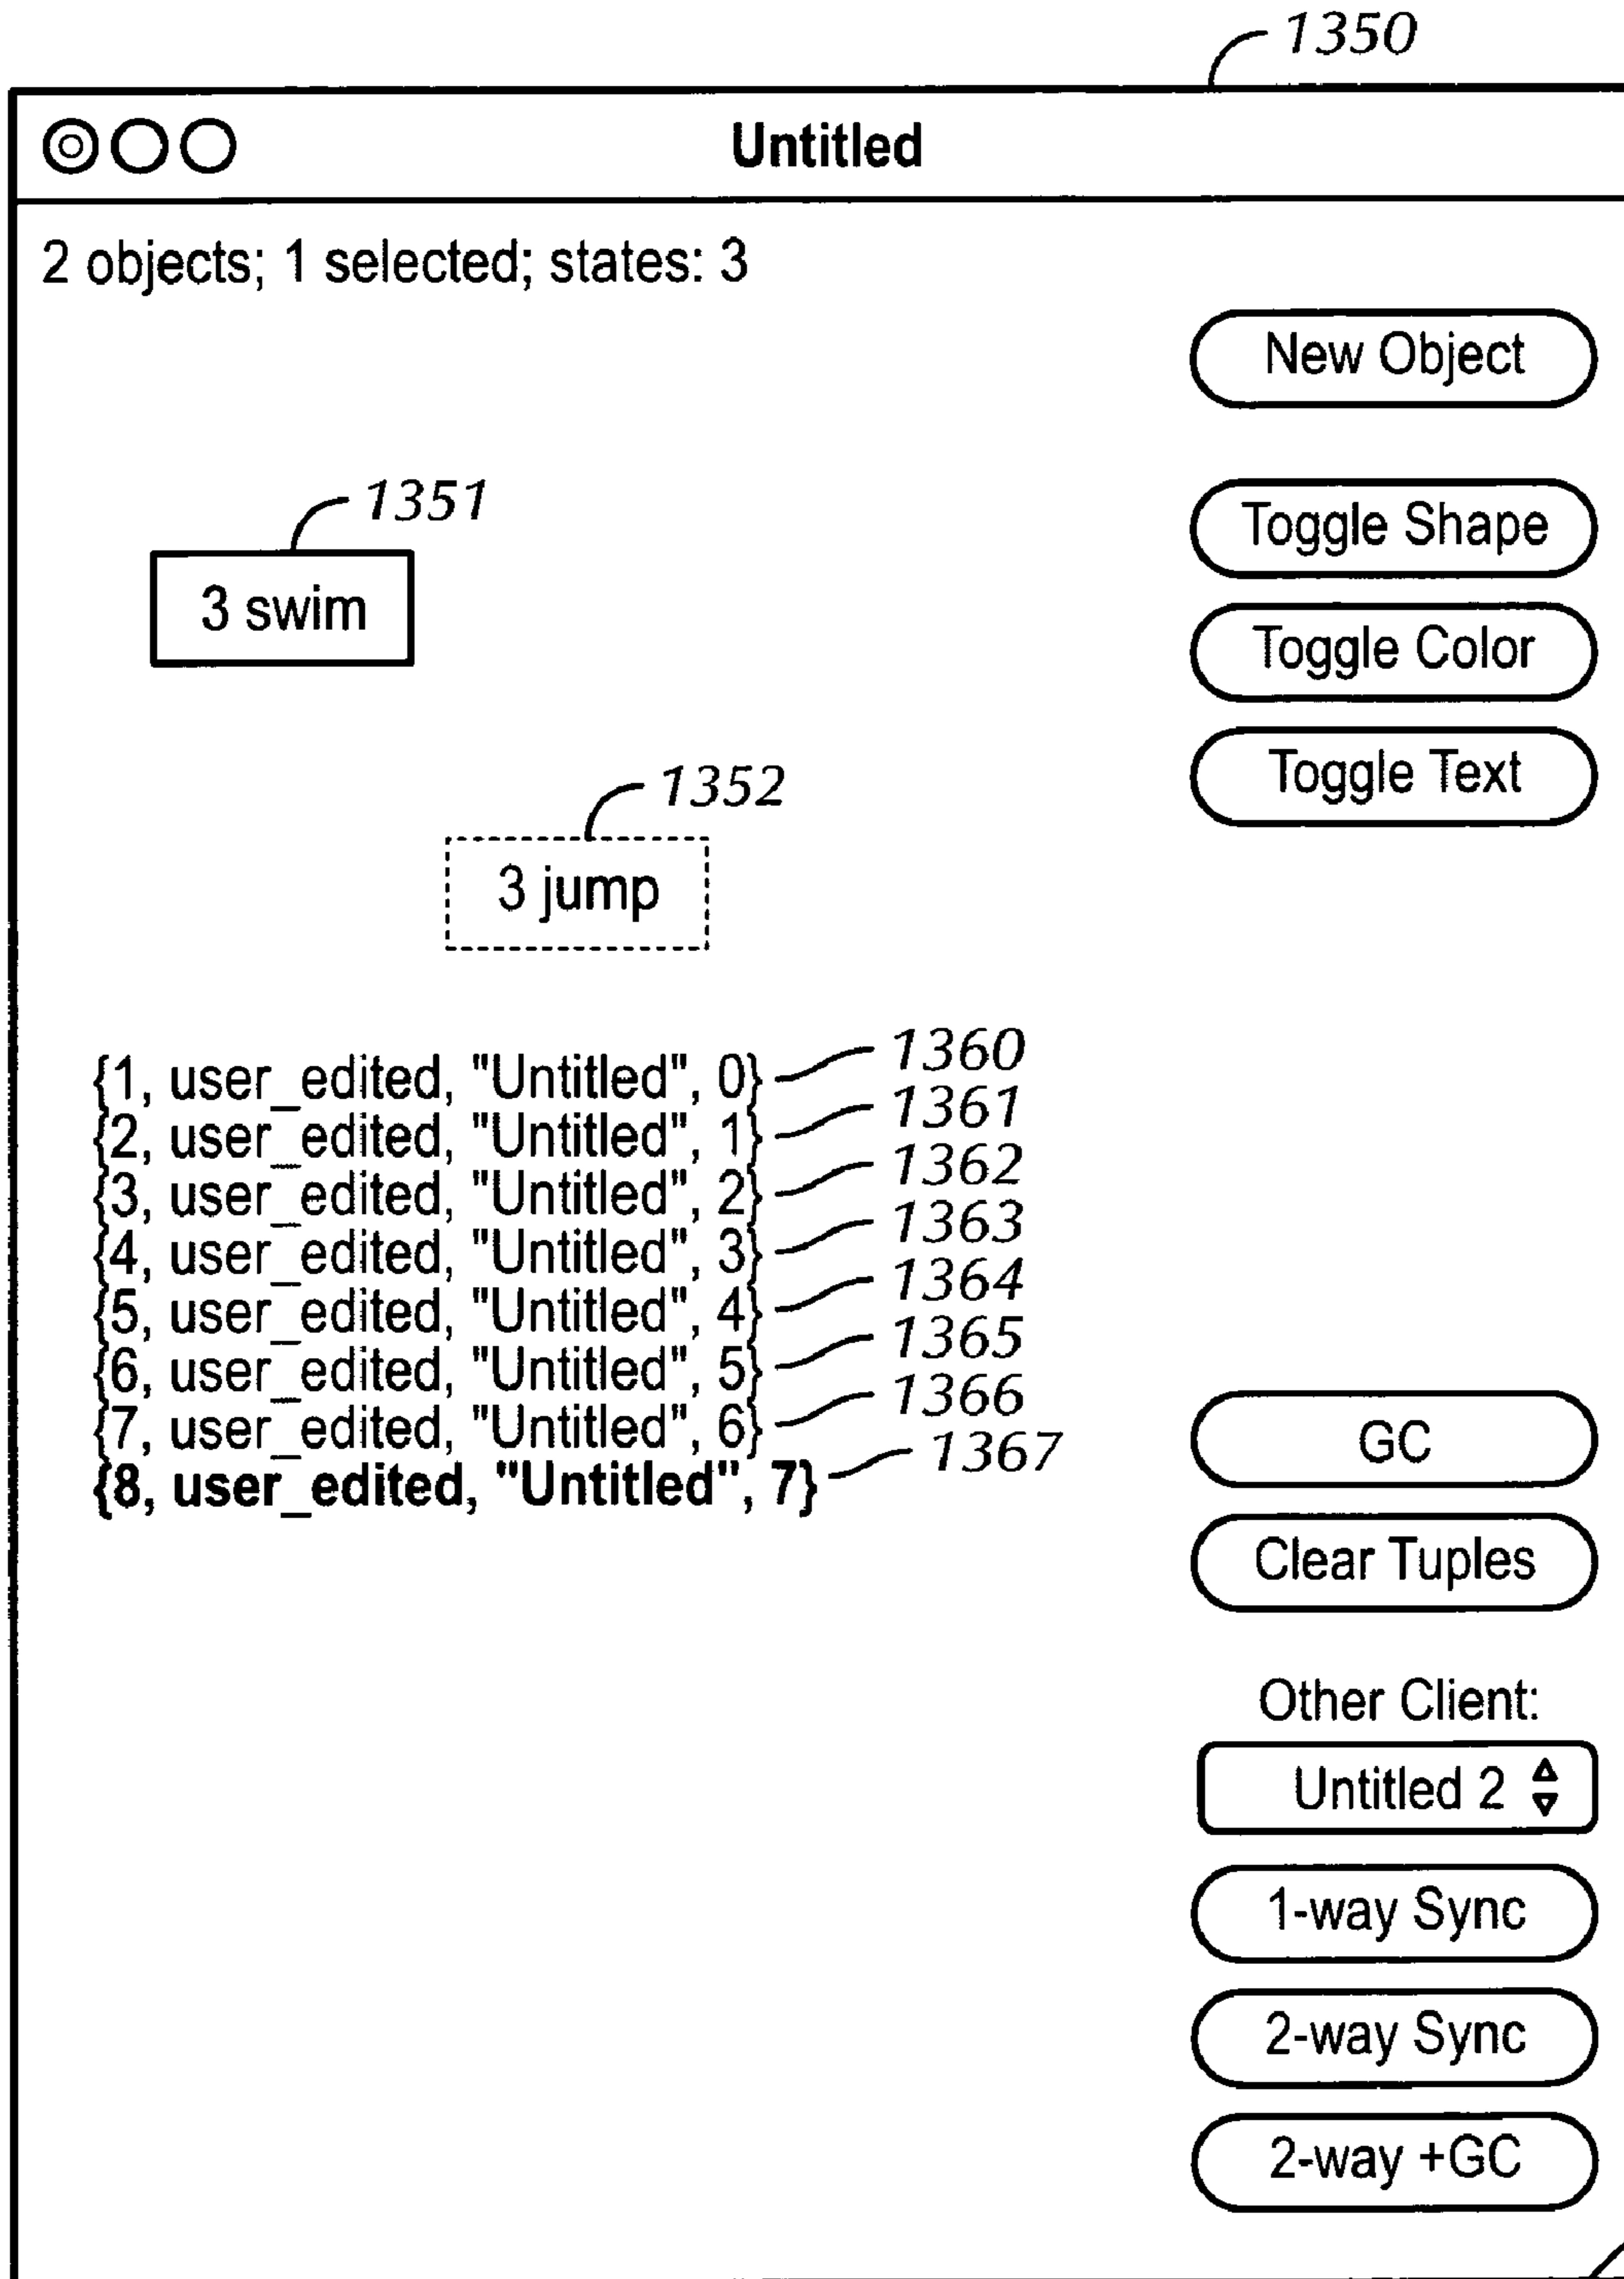 1350
Untitled
2 objects; 1 selected; states: 3
New Object
1351
Toggle Shape
3 swim
Toggle Color
1352
Toggle Text
3 jump
{1, user_edited, "Untitled", 0} 1360
{2, user_edited, "Untitled", 1} 1361
{3, user_edited, "Untitled", 2} 1362
{4, user_edited, "Untitled", 3} 1363
{5, user_edited, "Untitled", 4} 1364
{6, user_edited, "Untitled", 5} 1365
{7, user_edited, "Untitled", 6} 1366
{8, user_edited, "Untitled", 7} 1367
GC
Clear Tuples
Other Client:
Untitled 2
1-way Sync
2-way Sync
2-way +GC